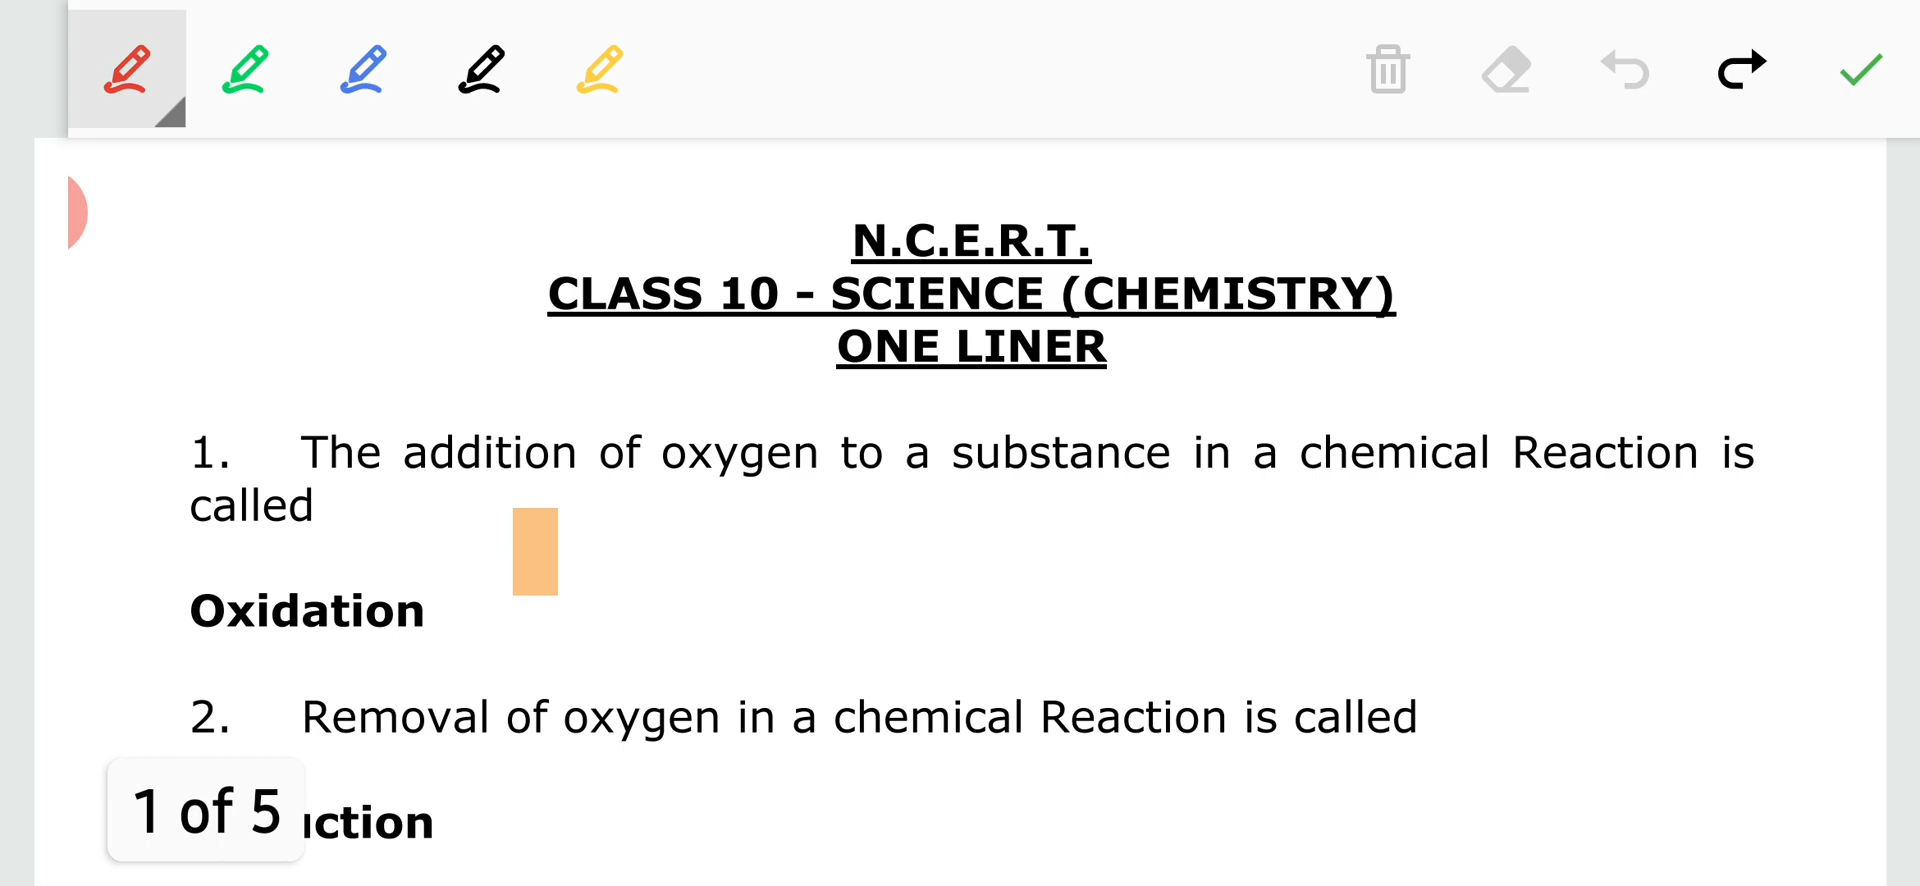 N.C.E.R.T.
CLASS 10 - SCIENCE (CHEMISTRY)
ONE LINER
1. The addition of oxygen to a substance in a chemical Reaction is
called
Oxidation
2. Removal of oxygen in a chemical Reaction is called
1 of 5